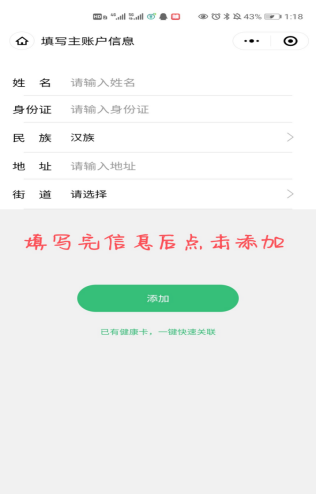 43% 1:18
填写主账户信息
姓 名 请输入姓名
身份证 请输入身份证
民 族 汉族
地 址 请输入地址
街 道 请选择
填写完信息后点击添加
添加
已有健康卡，一键快速关联